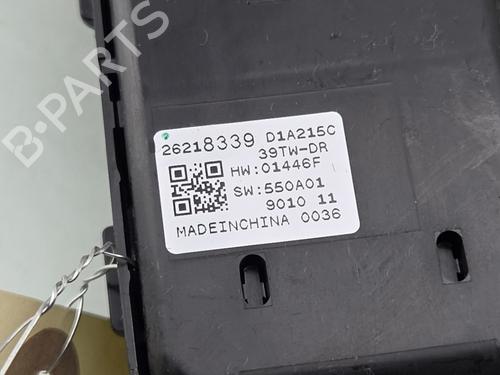 B-PARTS
26218339 D1A215C
39TW-DR
HW:01446F
SW:550A01
9010 11
MADEINCHINA 0036